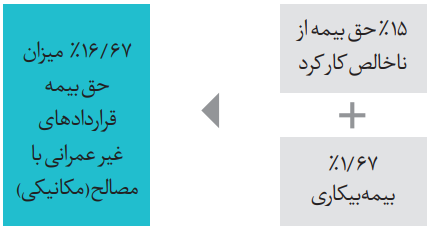 ٪۱۵ حق بیمه از
ناخالص کارکرد
+
٪۱/۶۷
بیمه‌بیکاری
٪۱۶/۶۷ میزان
حق بیمه
قراردادهای
غیر عمرانی با
مصالح(مکانیکی)